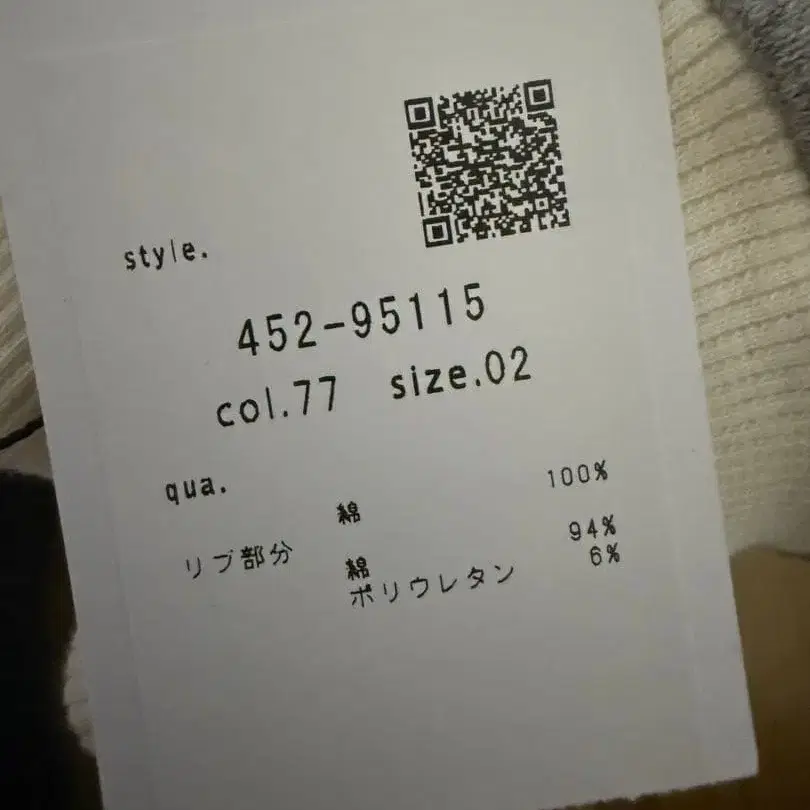 style.
452-95115
col.77 size.02
qua.
綿 100%
リブ部分 綿 94%
ポリウレタン 6%